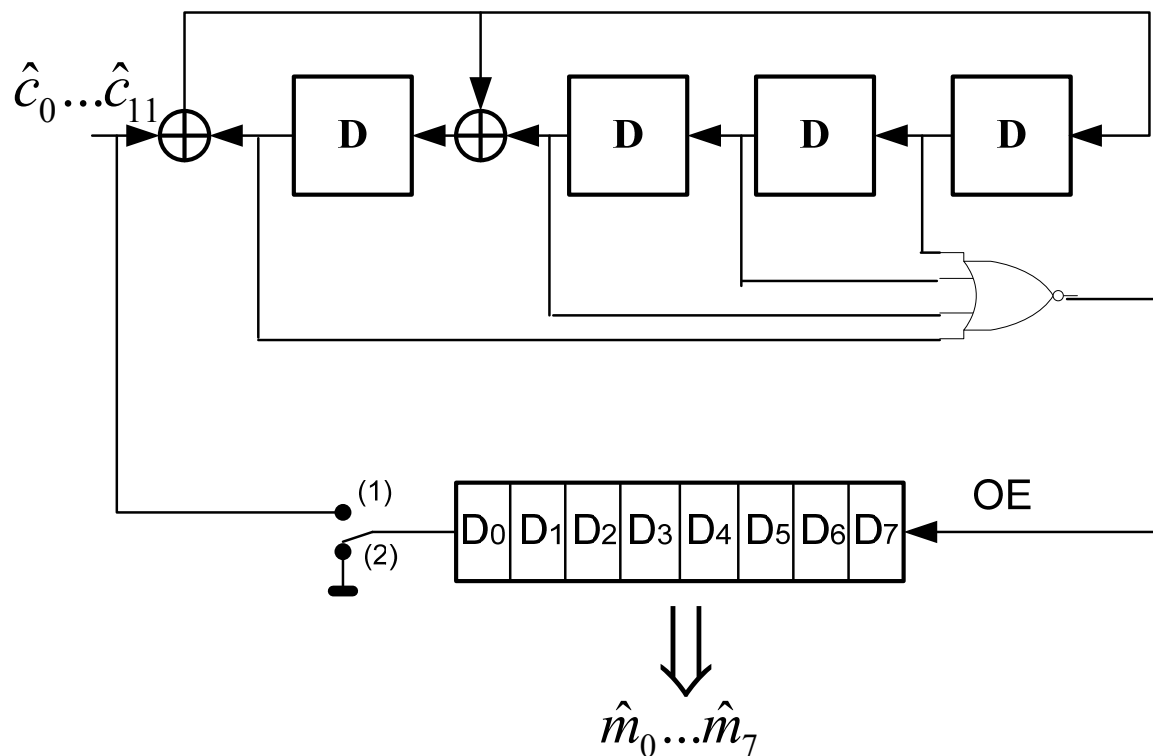 ĉ₀...ĉ₁₁
D D D D
(1)
OE
D₀ D₁ D₂ D₃ D₄ D₅ D₆ D₇
(2)
m̂₀...m̂₇